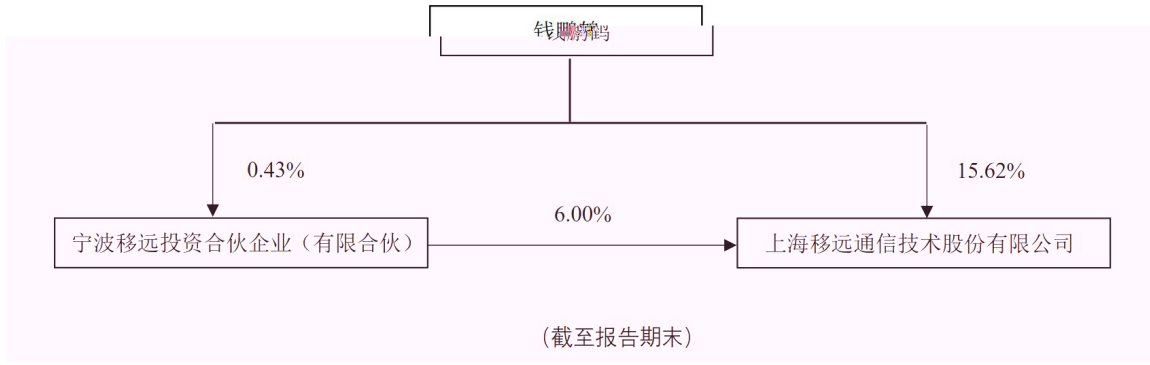 钱鹏鹤
0.43%
15.62%
6.00%
宁波移远投资合伙企业（有限合伙）
上海移远通信技术股份有限公司
（截至报告期末）